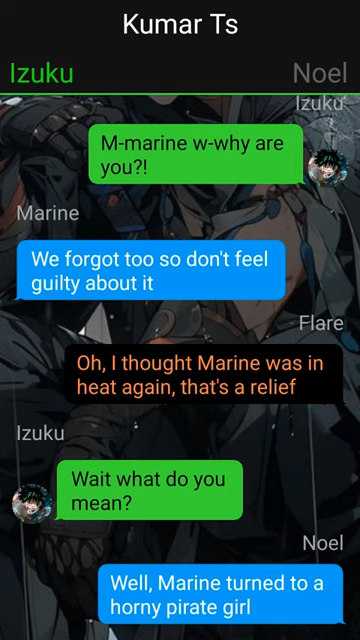 Kumar Ts
Izuku
Noel
Izuku
M-marine w-why are
you?!
Marine
We forgot too so don't feel
guilty about it
Flare
Oh, I thought Marine was in
heat again, that's a relief
Izuku
Wait what do you
mean?
Noel
Well, Marine turned to a
horny pirate girl